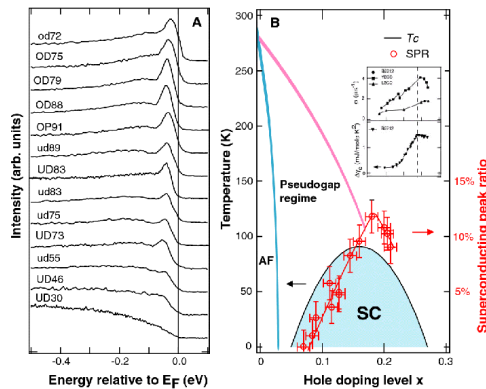 A
od72
OD75
OD79
OD88
OP91
ud89
UD83
ud83
ud75
UD73
ud55
UD46
UD30
Intensity (arb. units)
-0.4 -0.2 0.0
Energy relative to EF (eV)
B
Tc
SPR
300
250
200
150
100
50
0
Temperature (K)
Pseudogap
regime
AF
SC
15%
10%
5%
Superconducting peak ratio
0.0 0.1 0.2 0.3
Hole doping level x